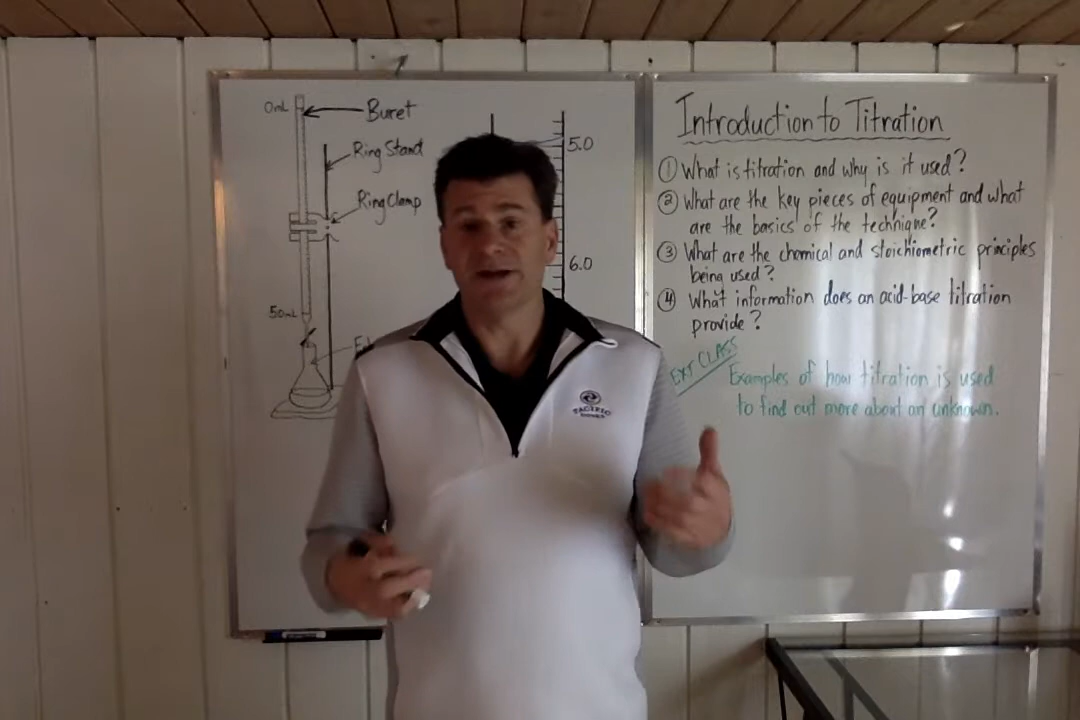 0mL
Buret
Ring Stand
Ring Clamp
50mL
5.0
6.0
Introduction to Titration
① What is titration and why is it used?
② What are the key pieces of equipment and what
are the basics of the technique?
③ What are the chemical and stoichiometric principles
being used?
④ What information does an acid-base titration
provide?
Examples of how titration is used
to find out more about an unknown.
PACIFIC